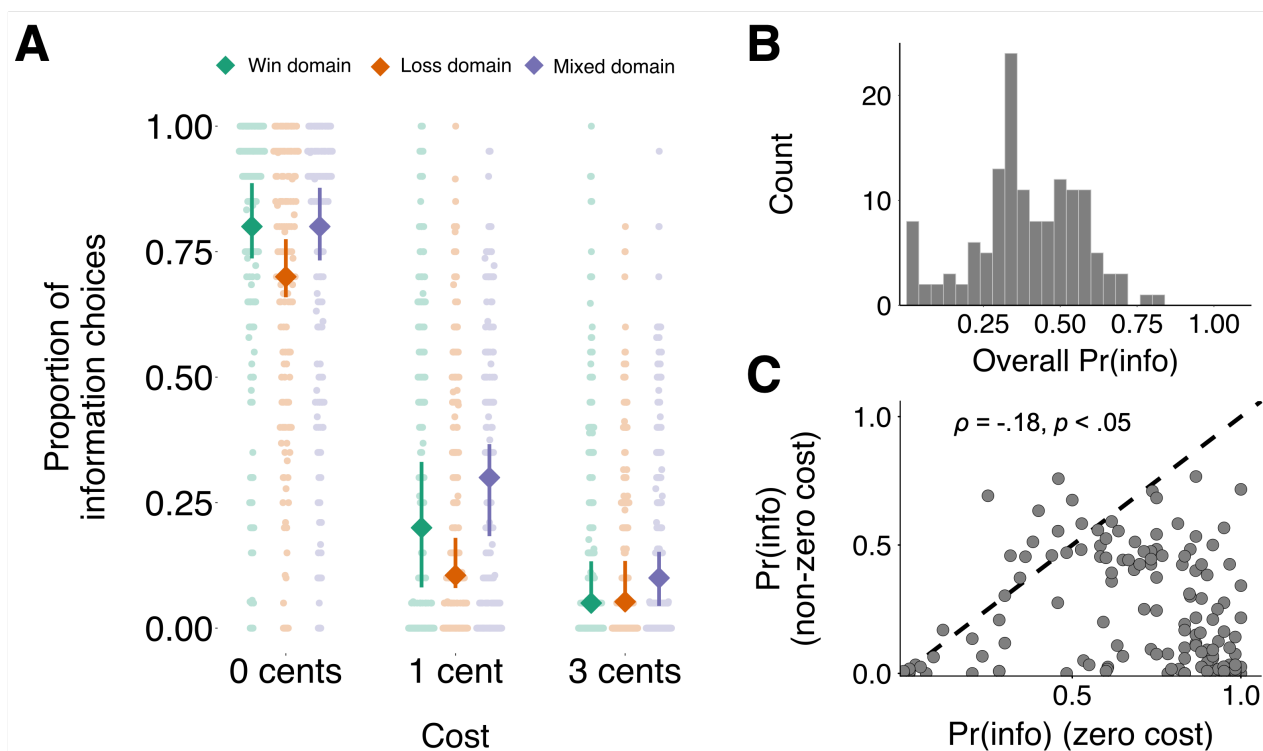 A
Win domain
Loss domain
Mixed domain
Proportion of
information choices
1.00
0.75
0.50
0.25
0.00
0 cents
1 cent
3 cents
Cost
B
Count
20
10
0
0.25
0.50
0.75
1.00
Overall Pr(info)
C
ρ = -.18, p < .05
Pr(info)
(non-zero cost)
1.0
0.5
0.0
0.5
1.0
Pr(info) (zero cost)